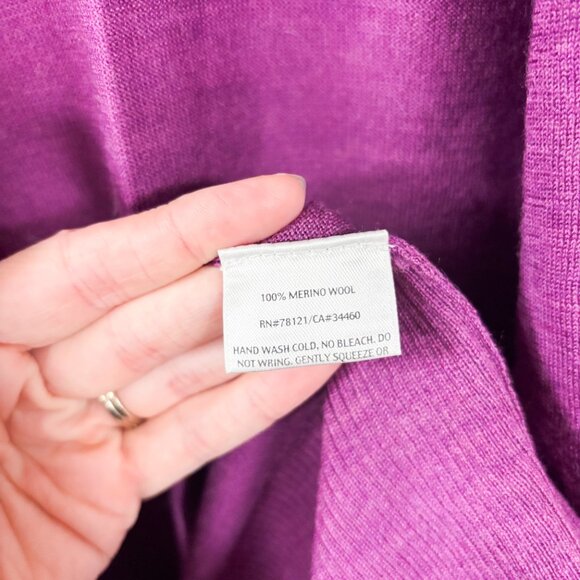 100% MERINO WOOL
RN#78121/CA#34460
HAND WASH COLD. NO BLEACH. DO
NOT WRING. GENTLY SQUEEZE OR